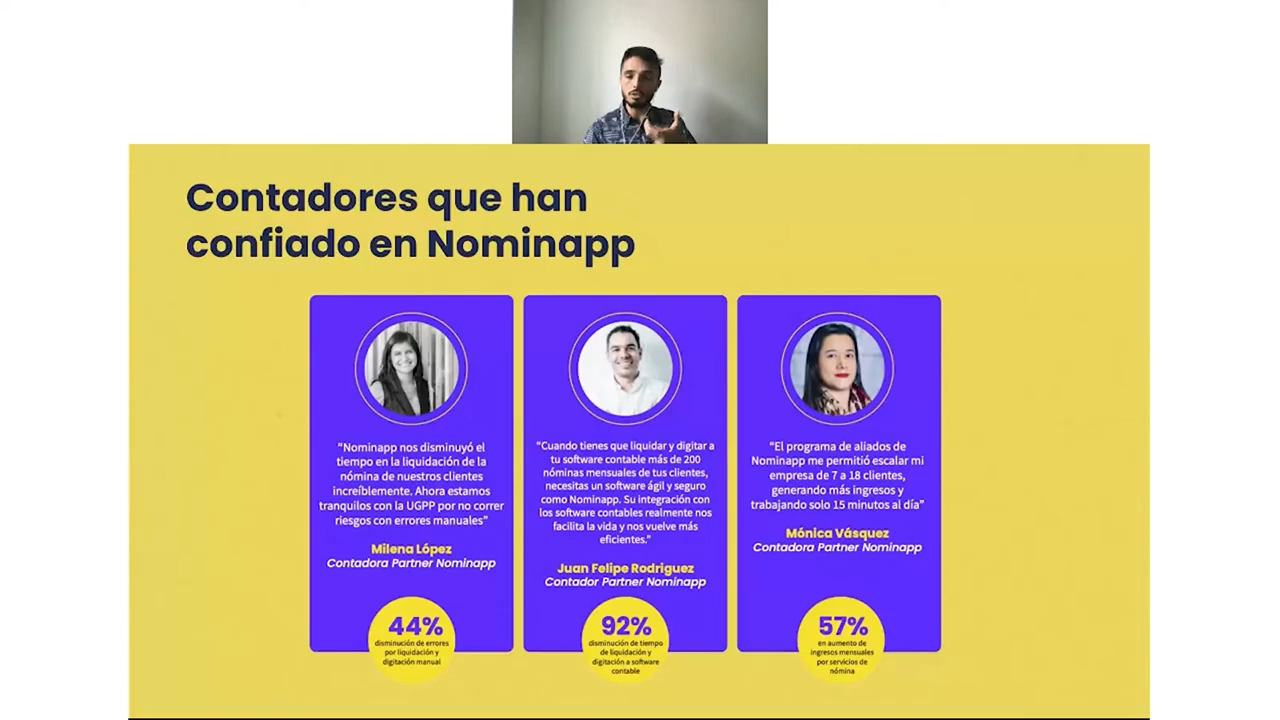 Contadores que han
confiado en Nominapp
“Nominapp nos disminuyó el
tiempo en la liquidación de la
nómina de nuestros clientes
increíblemente. Ahora estamos
tranquilos con la UGPP por no correr
riesgos con errores manuales”
Milena López
Contadora Partner Nominapp
44%
disminución de errores
por liquidación y
digitación manual
“Cuando tienes que liquidar y digitar a
tu software contable más de 200
nóminas mensuales de tus clientes,
necesitas un software ágil y seguro
como Nominapp. Su integración con
los software contables realmente nos
facilita la vida y nos vuelve más
eficientes.”
Juan Felipe Rodriguez
Contador Partner Nominapp
92%
disminución de tiempo
de liquidación y
digitación a software
contable
“El programa de aliados de
Nominapp me permitió escalar mi
empresa de 7 a 18 clientes,
generando más ingresos y
trabajando solo 15 minutos al día”
Mónica Vásquez
Contadora Partner Nominapp
57%
en aumento de
ingresos mensuales
por servicios de
nómina